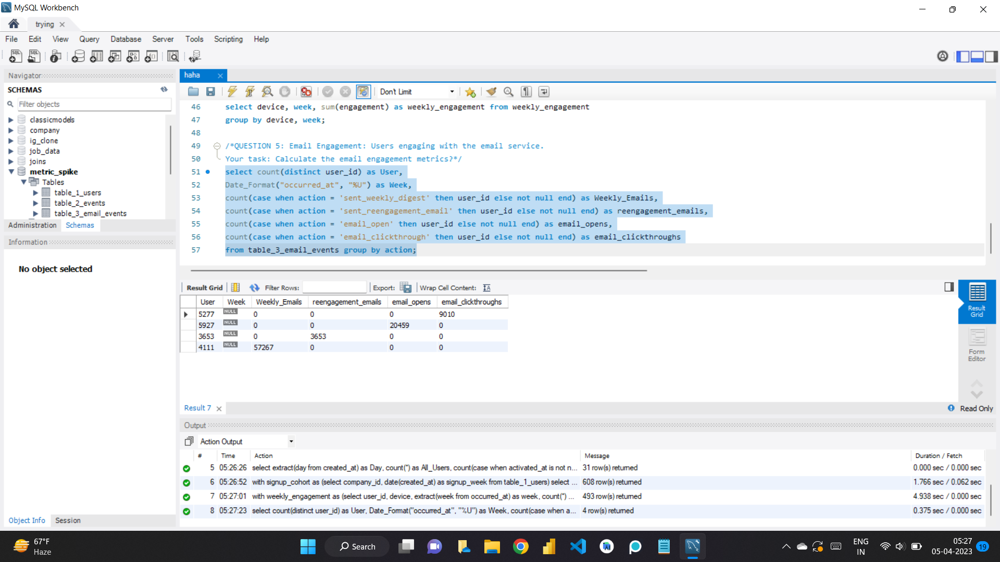 MySQL Workbench
trying
File Edit View Query Database Server Tools Scripting Help
Navigator
SCHEMAS
Filter objects
classicmodels
company
ig_clone
job_data
joins
metric_spike
Tables
table_1_users
table_2_events
table_3_email_events
Administration Schemas
Information
No object selected
Object Info Session
haha
Don't Limit
46 select device, week, sum(engagement) as weekly_engagement from weekly_engagement
47 group by device, week;
48
49 /*QUESTION 5: Email Engagement: Users engaging with the email service.
50 Your task: Calculate the email engagement metrics?*/
51 select count(distinct user_id) as User,
52 Date_Format("occurred_at", "%U") as Week,
53 count(case when action = 'sent_weekly_digest' then user_id else not null end) as Weekly_Emails,
54 count(case when action = 'sent_reengagement_email' then user_id else not null end) as reengagement_emails,
55 count(case when action = 'email_open' then user_id else not null end) as email_opens,
56 count(case when action = 'email_clickthrough' then user_id else not null end) as email_clickthroughs
57 from table_3_email_events group by action;
Result Grid Filter Rows: Export: Wrap Cell Content:
User Week Weekly_Emails reengagement_emails email_opens email_clickthroughs
5277 NULL 0 0 0 9010
5927 NULL 0 0 20459 0
3653 NULL 0 3653 0 0
4111 NULL 57267 0 0 0
Result Grid
Form Editor
Result 7
Read Only
Output
Action Output
# Time Action Message Duration / Fetch
5 05:26:26 select extract(day from created_at) as Day, count(*) as All_Users, count(case when activated_at is not n... 31 row(s) returned 0.000 sec / 0.000 sec
6 05:26:52 with signup_cohort as (select company_id, date(created_at) as signup_week from table_1_users) select ... 608 row(s) returned 1.766 sec / 0.062 sec
7 05:27:01 with weekly_engagement as (select user_id, device, extract(week from occurred_at) as week, count(*) ... 493 row(s) returned 4.938 sec / 0.000 sec
8 05:27:23 select count(distinct user_id) as User, Date_Format("occurred_at", "%U") as Week, count(case when a... 4 row(s) returned 0.375 sec / 0.000 sec
67°F
Haze
Search
ENG
IN
05:27
05-04-2023
19